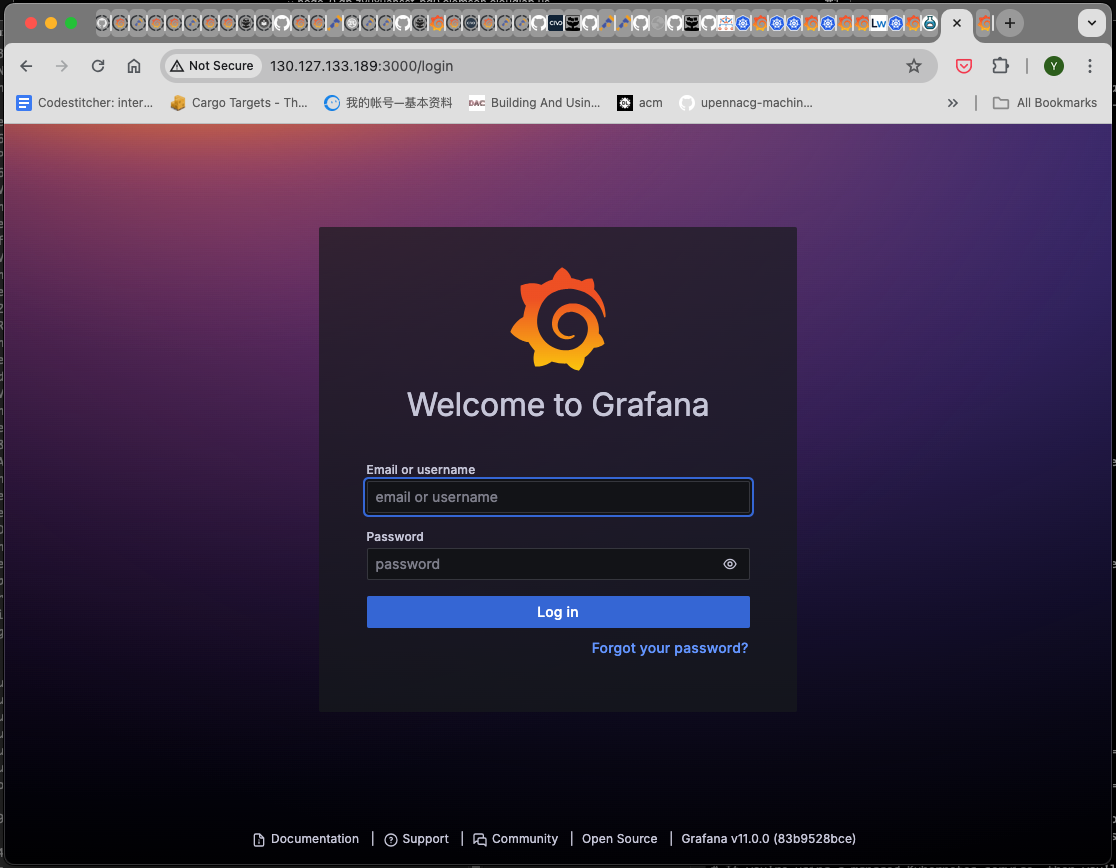 Not Secure 130.127.133.189:3000/login Y
Codestitcher: inter... Cargo Targets - Th... 我的帐号—基本资料 DAC Building And Usin... acm upennacg-machin... » All Bookmarks
Welcome to Grafana
Email or username
email or username
Password
password
Log in
Forgot your password?
Documentation | Support | Community | Open Source | Grafana v11.0.0 (83b9528bce)